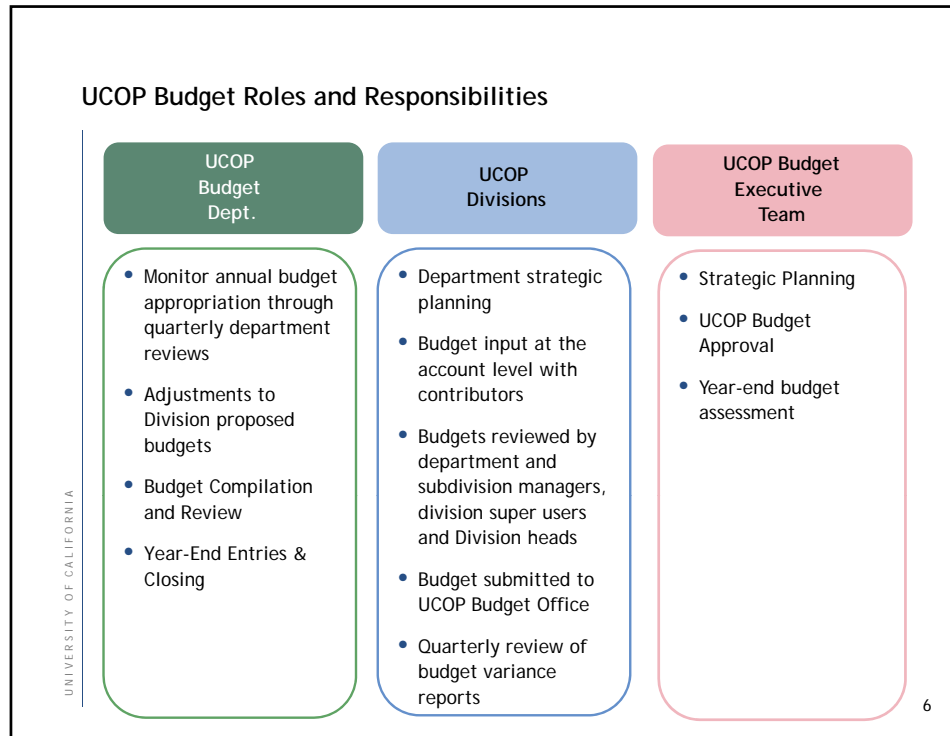 UCOP Budget Roles and Responsibilities
UCOP
Budget
Dept.
• Monitor annual budget
appropriation through
quarterly department
reviews
• Adjustments to
Division proposed
budgets
• Budget Compilation
and Review
• Year-End Entries &
Closing
UCOP
Divisions
• Department strategic
planning
• Budget input at the
account level with
contributors
• Budgets reviewed by
department and
subdivision managers,
division super users
and Division heads
• Budget submitted to
UCOP Budget Office
• Quarterly review of
budget variance
reports
UCOP Budget
Executive
Team
• Strategic Planning
• UCOP Budget
Approval
• Year-end budget
assessment
UNIVERSITY OF CALIFORNIA
6